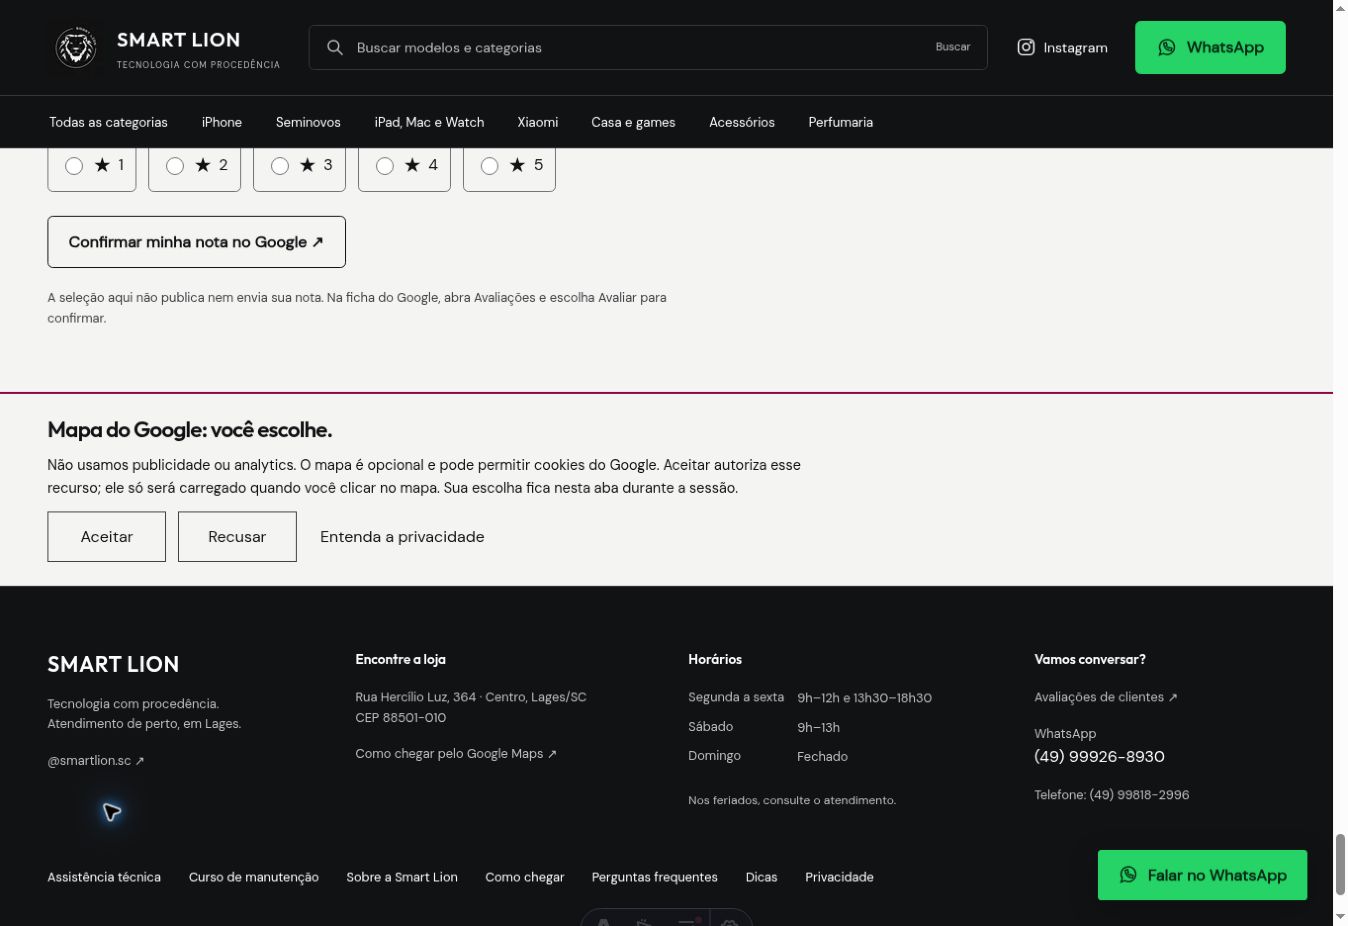 SMART LION
TECNOLOGIA COM PROCEDÊNCIA
Buscar modelos e categorias
Buscar
Instagram
WhatsApp
Todas as categorias iPhone Seminovos iPad, Mac e Watch Xiaomi Casa e games Acessórios Perfumaria
★ 1 ★ 2 ★ 3 ★ 4 ★ 5
Confirmar minha nota no Google ↗
A seleção aqui não publica nem envia sua nota. Na ficha do Google, abra Avaliações e escolha Avaliar para
confirmar.
Mapa do Google: você escolhe.
Não usamos publicidade ou analytics. O mapa é opcional e pode permitir cookies do Google. Aceitar autoriza esse
recurso; ele só será carregado quando você clicar no mapa. Sua escolha fica nesta aba durante a sessão.
Aceitar Recusar Entenda a privacidade
SMART LION
Tecnologia com procedência.
Atendimento de perto, em Lages.
@smartlion.sc ↗
Encontre a loja
Rua Hercílio Luz, 364 · Centro, Lages/SC
CEP 88501-010
Como chegar pelo Google Maps ↗
Horários
Segunda a sexta 9h–12h e 13h30–18h30
Sábado 9h–13h
Domingo Fechado
Nos feriados, consulte o atendimento.
Vamos conversar?
Avaliações de clientes ↗
WhatsApp
(49) 99926-8930
Telefone: (49) 99818-2996
Assistência técnica Curso de manutenção Sobre a Smart Lion Como chegar Perguntas frequentes Dicas Privacidade
Falar no WhatsApp